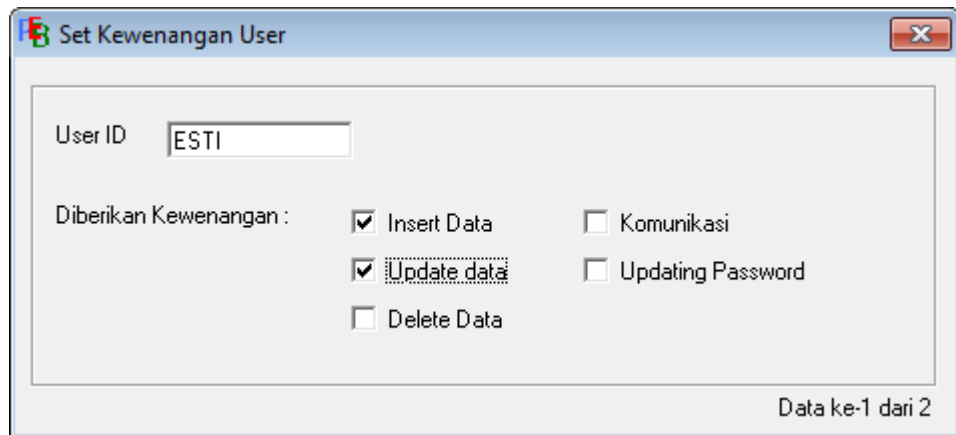 PEB Set Kewenangan User
User ID ESTI
Diberikan Kewenangan : Insert Data Komunikasi
Update data Updating Password
Delete Data
Data ke-1 dari 2